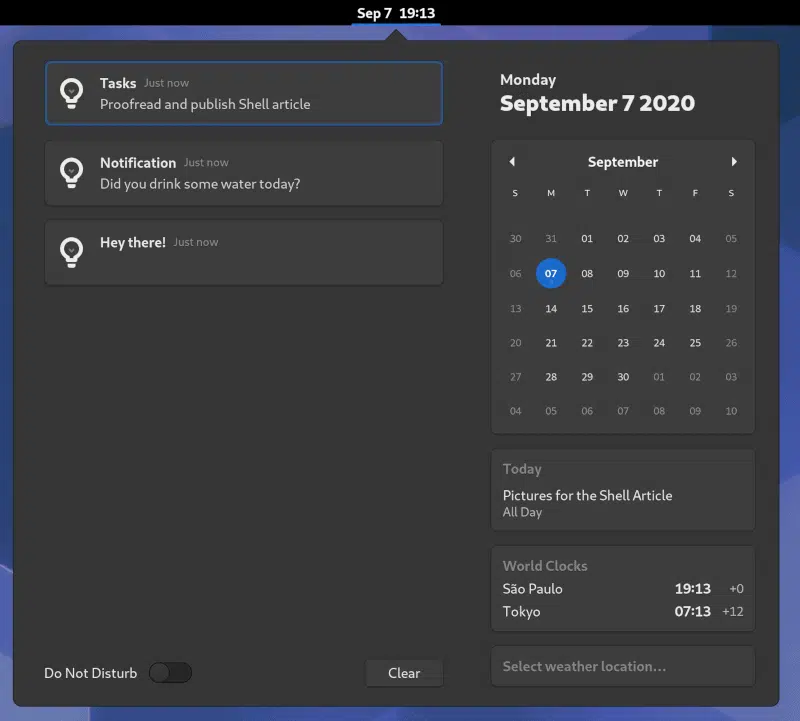 Sep 7 19:13
Tasks Just now
Proofread and publish Shell article
Notification Just now
Did you drink some water today?
Hey there! Just now
Do Not Disturb
Clear
Monday
September 7 2020
September
S M T W T F S
30 31 01 02 03 04 05
06 07 08 09 10 11 12
13 14 15 16 17 18 19
20 21 22 23 24 25 26
27 28 29 30 01 02 03
04 05 06 07 08 09 10
Today
Pictures for the Shell Article
All Day
World Clocks
São Paulo 19:13 +0
Tokyo 07:13 +12
Select weather location...